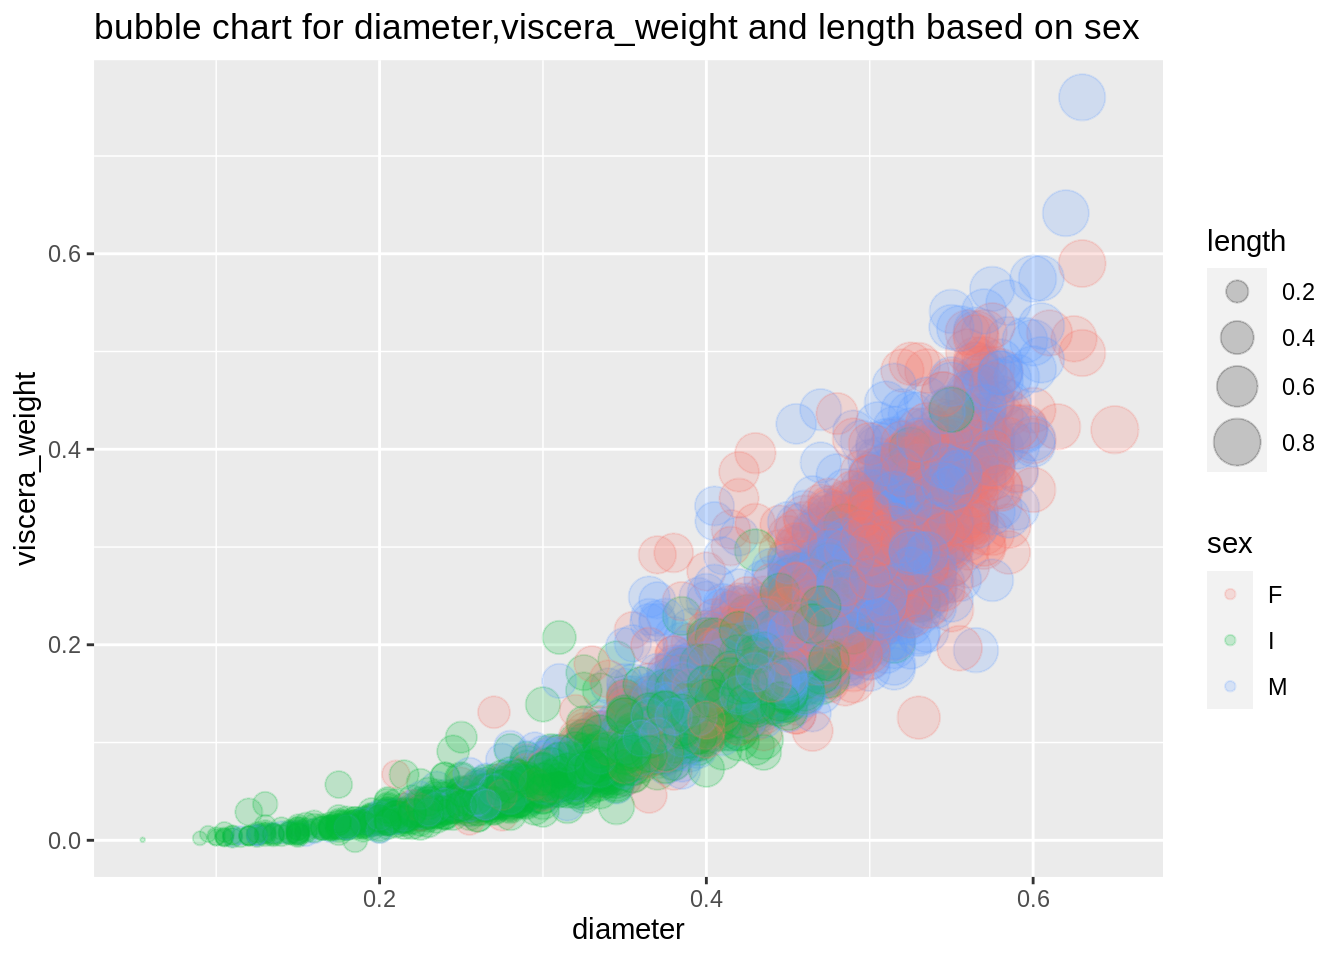 bubble chart for diameter,viscera_weight and length based on sex
viscera_weight
0.6
0.4
0.2
0.0
0.2
0.4
0.6
diameter
length
0.2
0.4
0.6
0.8
sex
F
I
M